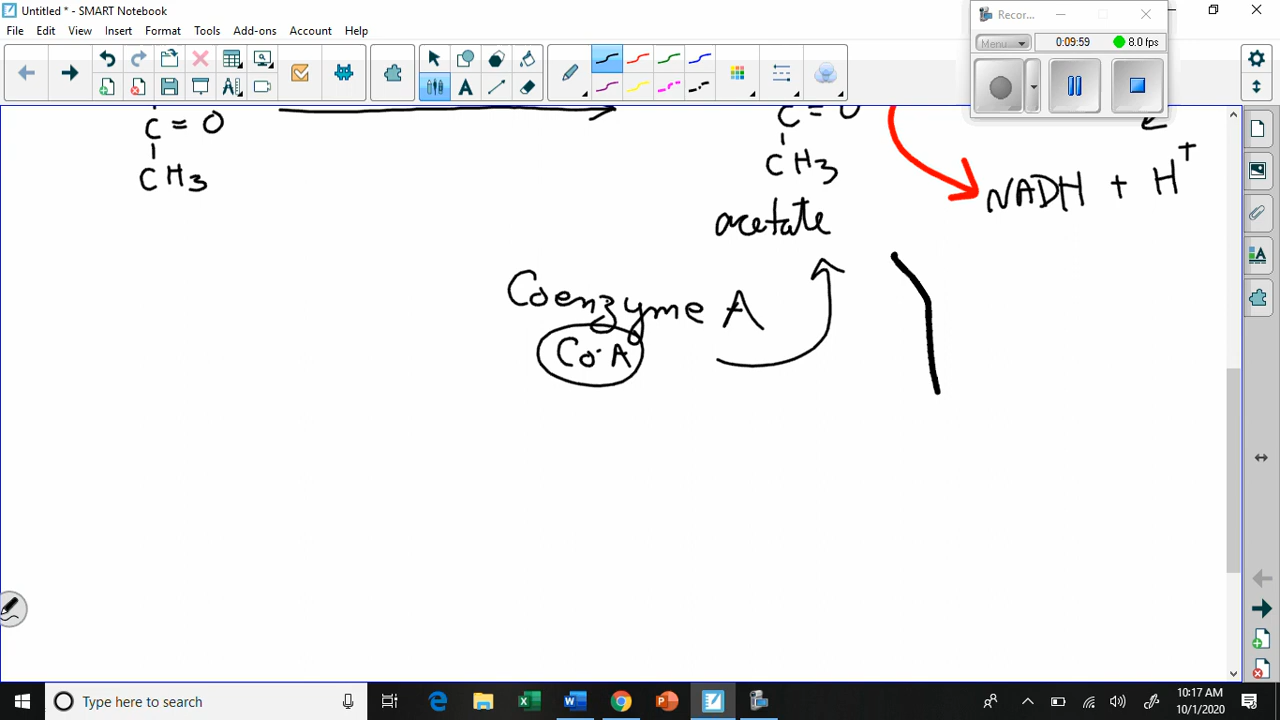 Untitled * - SMART Notebook
Recor...
File Edit View Insert Format Tools Add-ons Account Help
Menu
0:09:59
8.0 fps
C = O
CH3
C = O
CH3
NADH + H+
acetate
Coenzyme A
Co·A
Type here to search
10:17 AM
10/1/2020